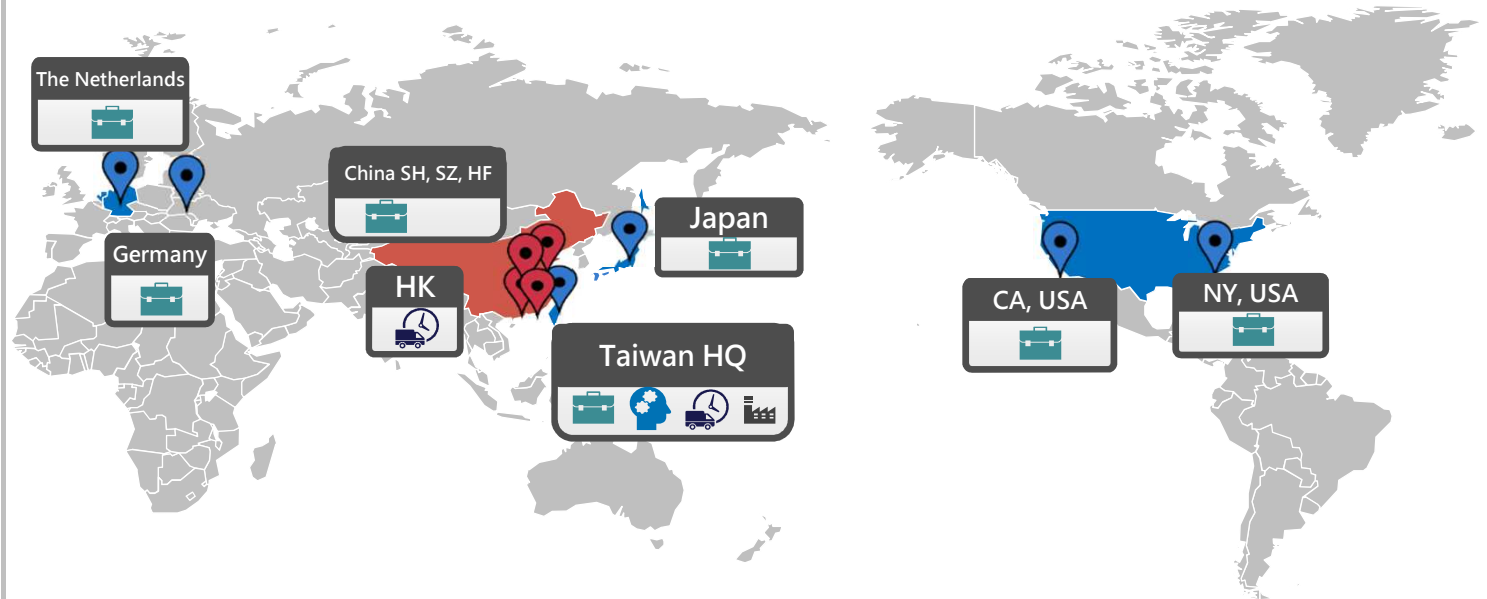 The Netherlands
Germany
China SH, SZ, HF
HK
Japan
Taiwan HQ
CA, USA
NY, USA